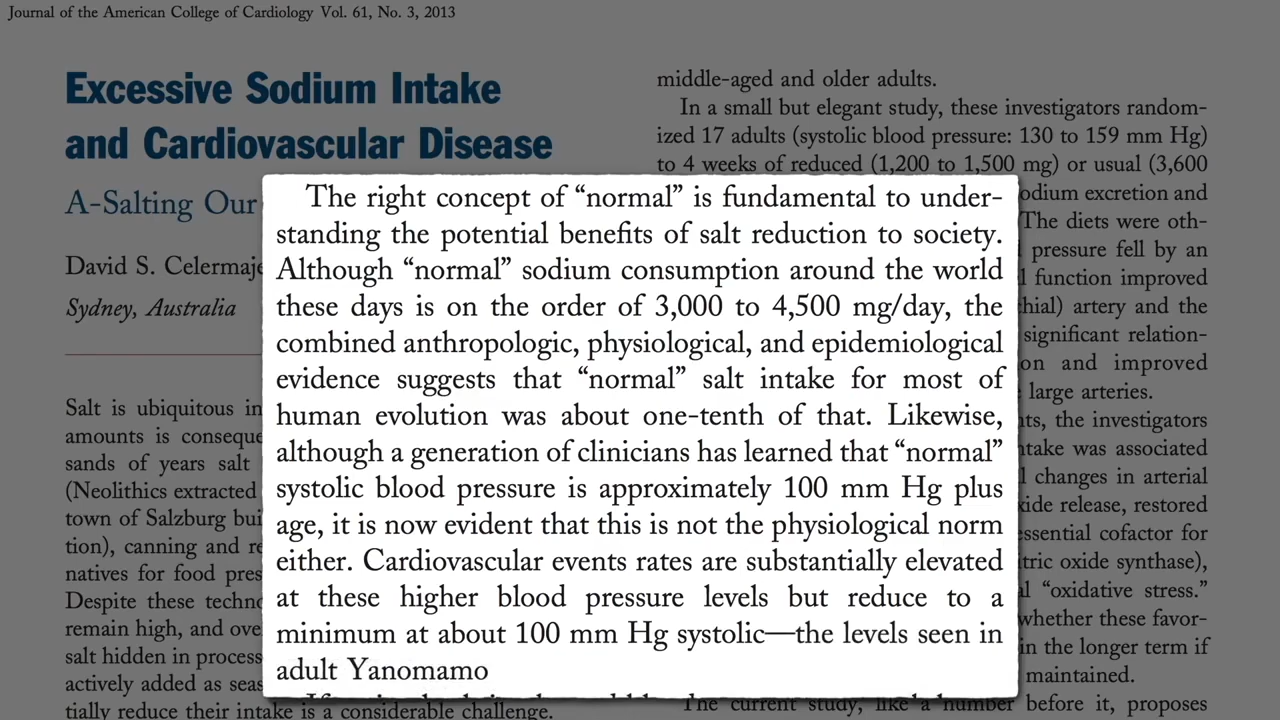 Journal of the American College of Cardiology Vol. 61, No. 3, 2013
Excessive Sodium Intake
and Cardiovascular Disease
A-Salting Our
David S. Celermaje
Sydney, Australia
Salt is ubiquitous in
amounts is conseque
sands of years salt
(Neolithics extracted
town of Salzburg bui
tion), canning and re
natives for food pres
Despite these techno
remain high, and ove
salt hidden in process
actively added as seas
tially reduce their intake is a considerable challenge.
middle-aged and older adults.
In a small but elegant study, these investigators random-
ized 17 adults (systolic blood pressure: 130 to 159 mm Hg)
to 4 weeks of reduced (1,200 to 1,500 mg) or usual (3,600
odium excretion and
The diets were oth-
pressure fell by an
l function improved
hial) artery and the
significant relation-
on and improved
large arteries.
nts, the investigators
ntake was associated
l changes in arterial
xide release, restored
essential cofactor for
itric oxide synthase),
al “oxidative stress.”
whether these favor-
in the longer term if
maintained.
The current study, like a number before it, proposes
The right concept of “normal” is fundamental to under-
standing the potential benefits of salt reduction to society.
Although “normal” sodium consumption around the world
these days is on the order of 3,000 to 4,500 mg/day, the
combined anthropologic, physiological, and epidemiological
evidence suggests that “normal” salt intake for most of
human evolution was about one-tenth of that. Likewise,
although a generation of clinicians has learned that “normal”
systolic blood pressure is approximately 100 mm Hg plus
age, it is now evident that this is not the physiological norm
either. Cardiovascular events rates are substantially elevated
at these higher blood pressure levels but reduce to a
minimum at about 100 mm Hg systolic—the levels seen in
adult Yanomamo